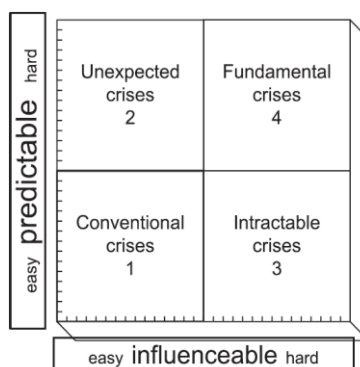 Unexpected
crises
2
Fundamental
crises
4
Conventional
crises
1
Intractable
crises
3
easy predictable hard
easy influenceable hard